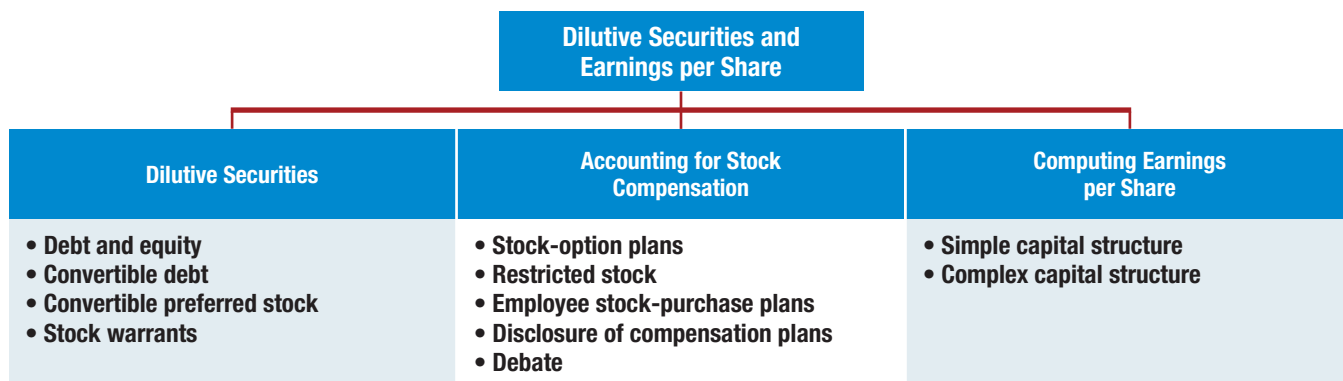 Dilutive Securities and
Earnings per Share
Dilutive Securities
Accounting for Stock
Compensation
Computing Earnings
per Share
• Debt and equity
• Convertible debt
• Convertible preferred stock
• Stock warrants
• Stock-option plans
• Restricted stock
• Employee stock-purchase plans
• Disclosure of compensation plans
• Debate
• Simple capital structure
• Complex capital structure